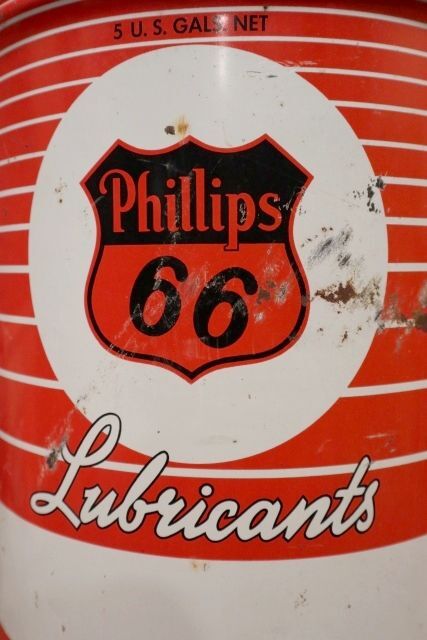 5 U. S. GALS. NET
Phillips
66
Lubricants